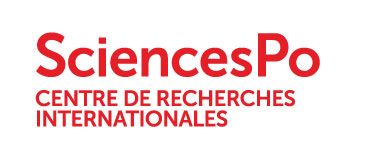 SciencesPo
CENTRE DE RECHERCHES
INTERNATIONALES